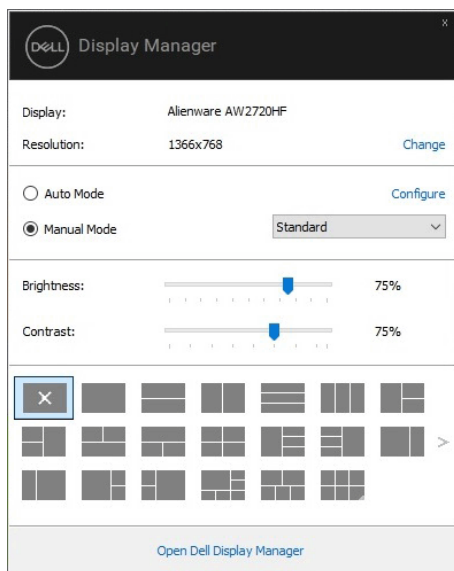 x
DELL Display Manager
Display: Alienware AW2720HF
Resolution: 1366x768 Change
Auto Mode Configure
Manual Mode Standard
Brightness: 75%
Contrast: 75%
Open Dell Display Manager